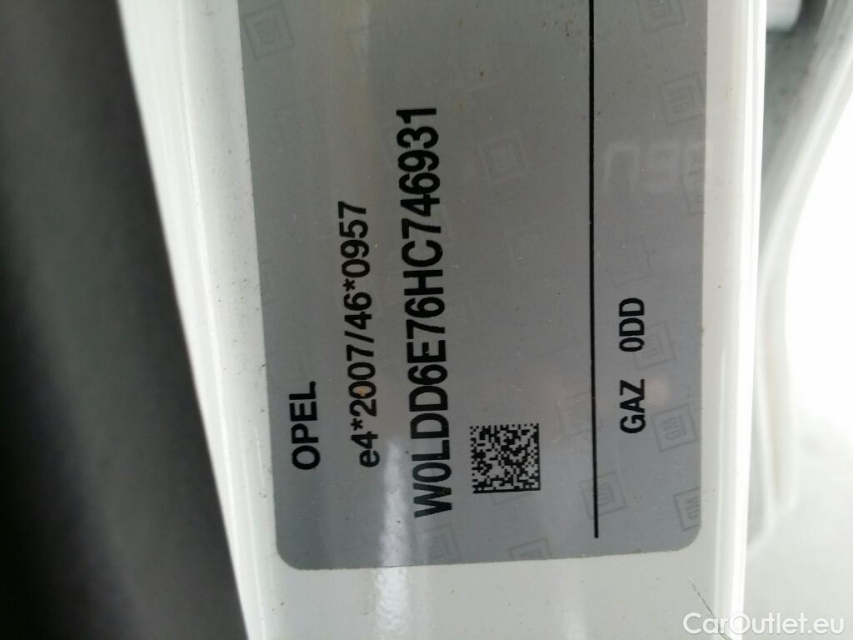 OPEL
e4*2007/46*0957
W0LDD6E76HC746931
GAZ 0DD
CarOutlet.eu